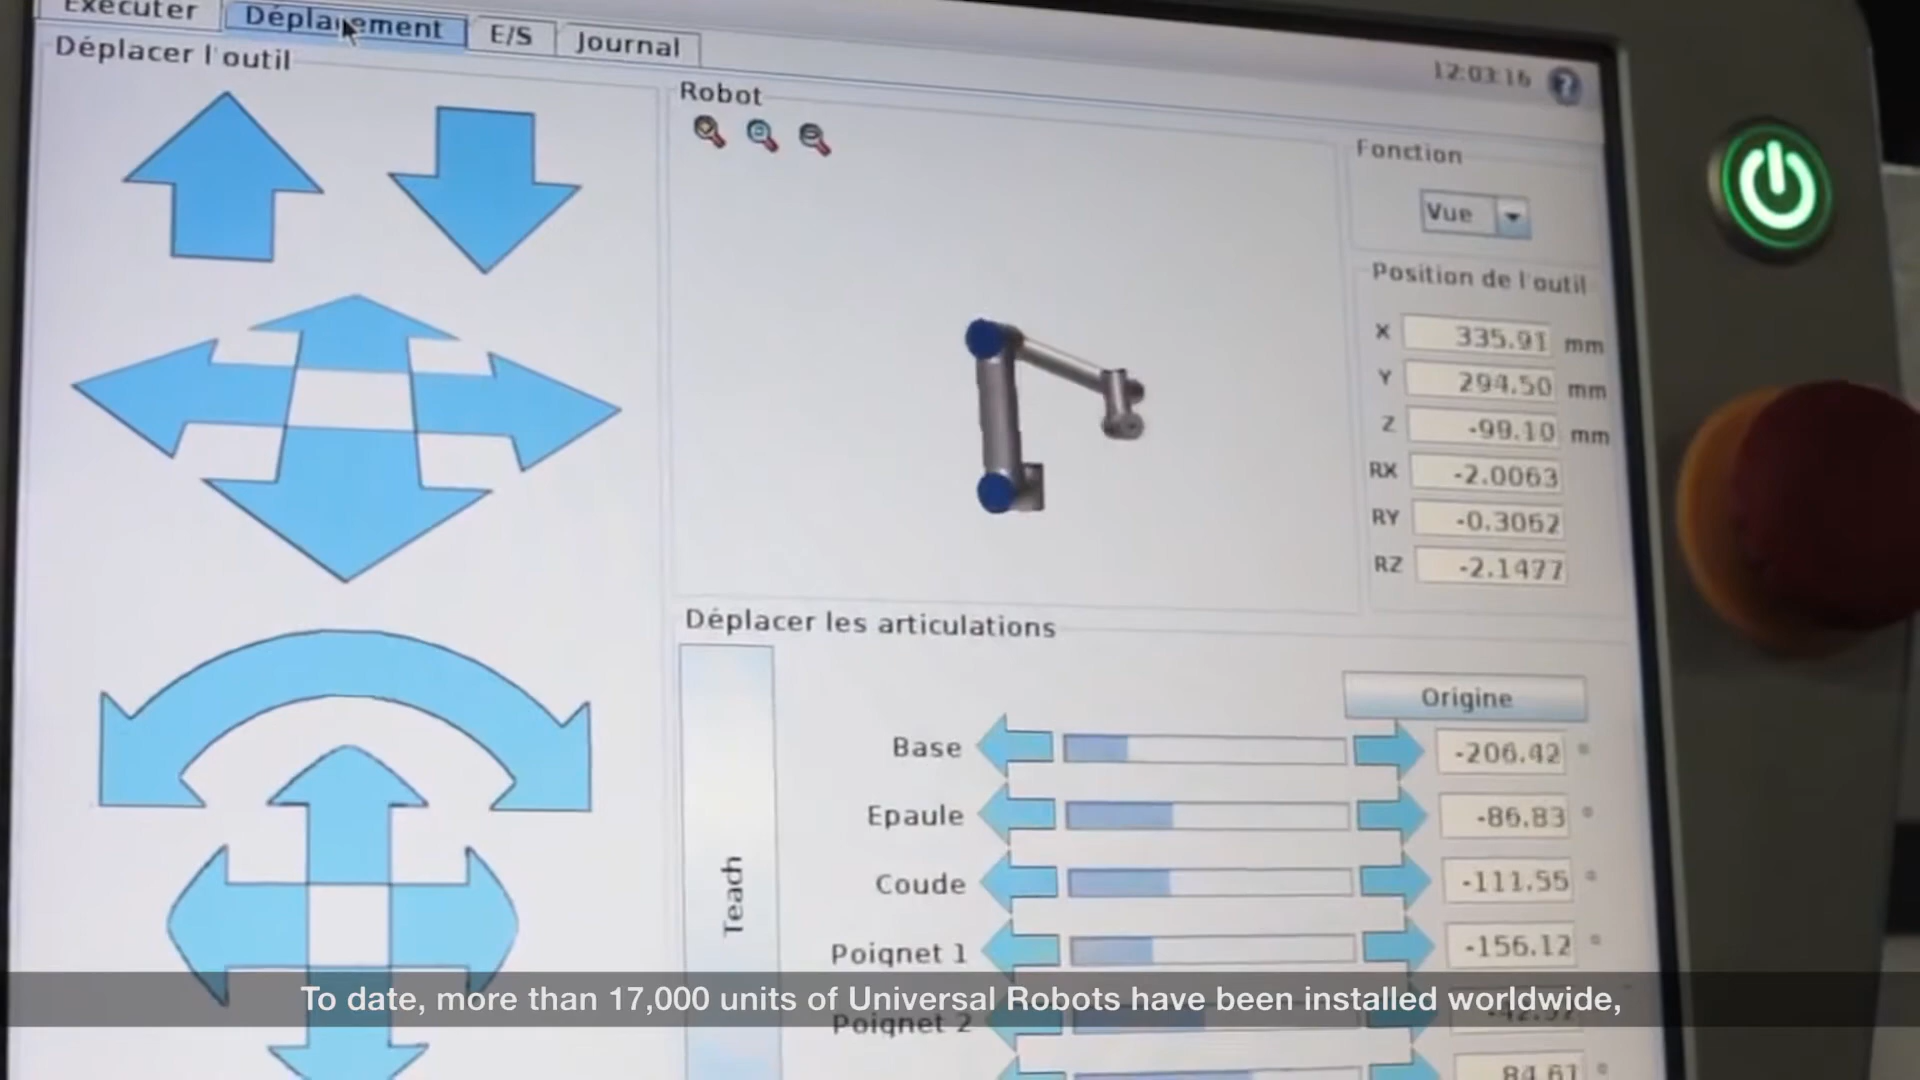 Exécuter
Déplacement
E/S
Journal
12:03:16
?
Déplacer l'outil
Robot
Fonction
Vue
Position de l'outil
X 335.91 mm
Y 294.50 mm
Z -99.10 mm
RX -2.0063
RY -0.3062
RZ -2.1477
Déplacer les articulations
Teach
Origine
Base -206.42 °
Epaule -86.83 °
Coude -111.55 °
Poignet 1 -156.12 °
To date, more than 17,000 units of Universal Robots have been installed worldwide,
Poignet 2
84.61 °